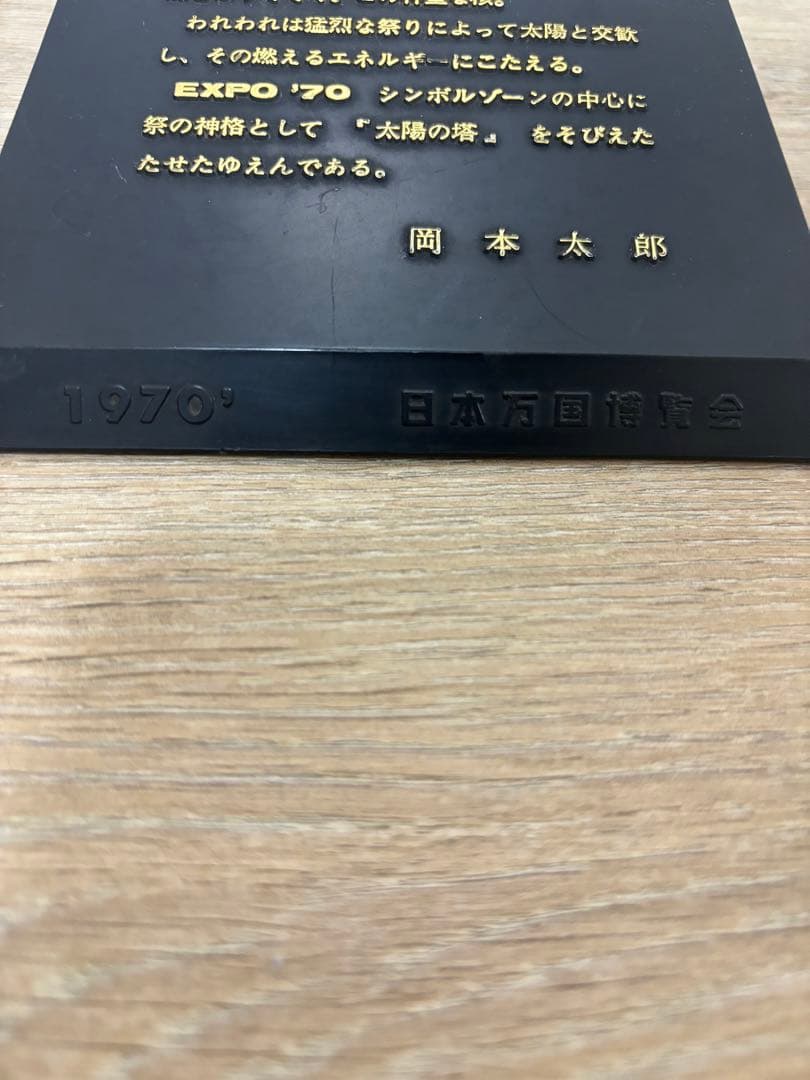 われわれは猛烈な祭りによって太陽と交歓
し、その燃えるエネルギーにこたえる。
EXPO '70 シンボルゾーンの中心に
祭の神格として 『太陽の塔』 をそびえた
たせたゆえんである。
岡本太郎
1970' 日本万国博覧会